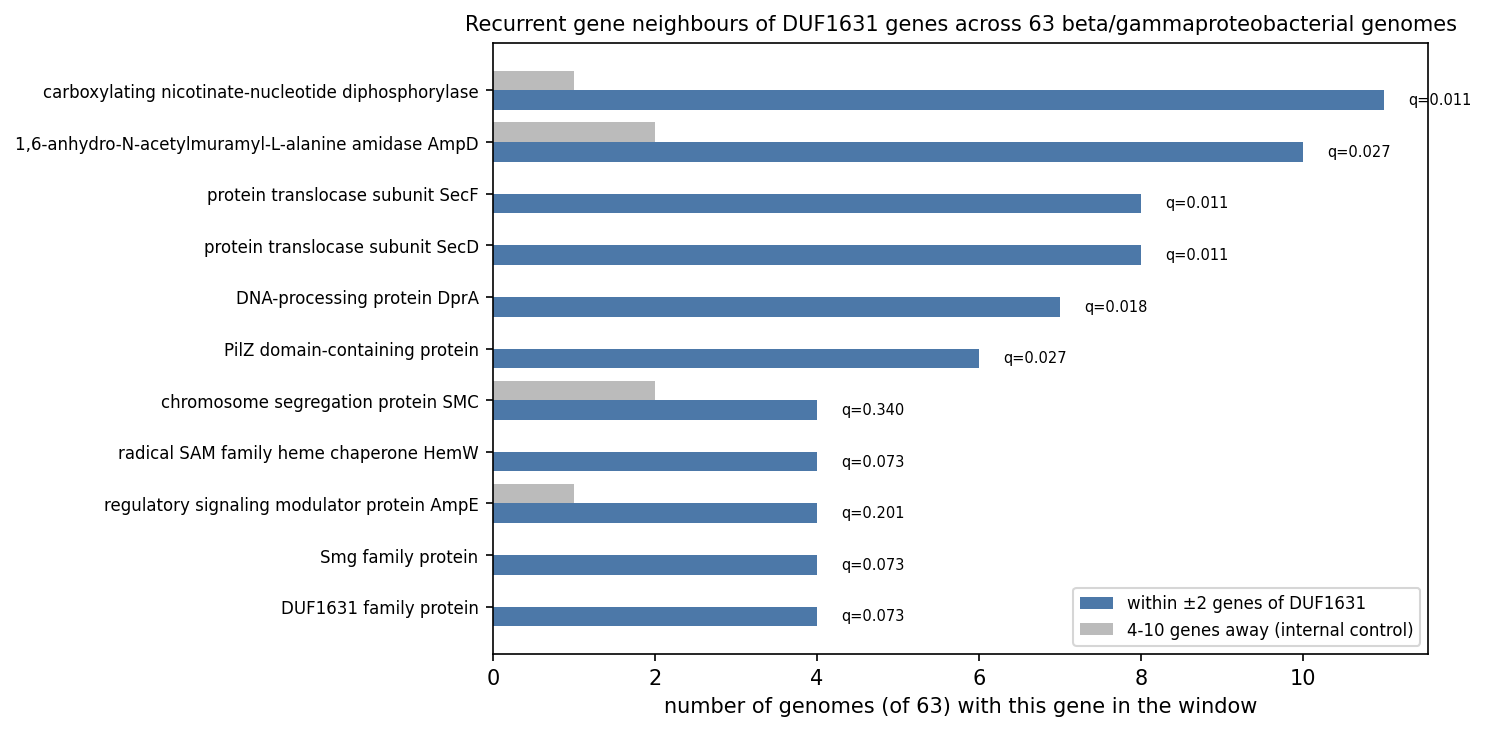 Recurrent gene neighbours of DUF1631 genes across 63 beta/gammaproteobacterial genomes
carboxylating nicotinate-nucleotide diphosphorylase
q=0.011
1,6-anhydro-N-acetylmuramyl-L-alanine amidase AmpD
q=0.027
protein translocase subunit SecF
q=0.011
protein translocase subunit SecD
q=0.011
DNA-processing protein DprA
q=0.018
PilZ domain-containing protein
q=0.027
chromosome segregation protein SMC
q=0.340
radical SAM family heme chaperone HemW
q=0.073
regulatory signaling modulator protein AmpE
q=0.201
Smg family protein
q=0.073
DUF1631 family protein
q=0.073
within ±2 genes of DUF1631
4-10 genes away (internal control)
0 2 4 6 8 10
number of genomes (of 63) with this gene in the window